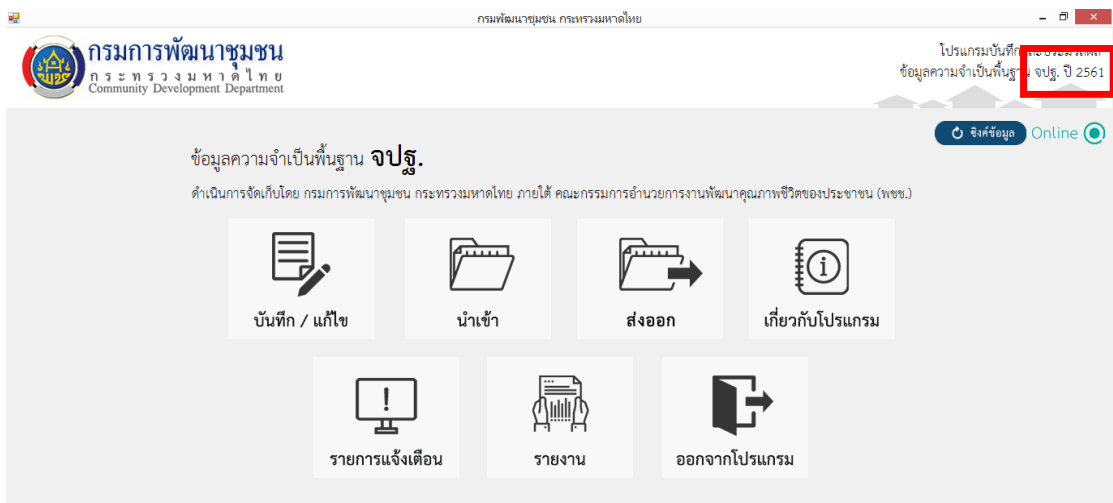 กรมพัฒนาชุมชน กระทรวงมหาดไทย
กรมการพัฒนาชุมชน
กระทรวงมหาดไทย
Community Development Department
โปรแกรมบันทึก
ข้อมูลความจำเป็นพื้นฐาน จปฐ. ปี 2561
ซิงค์ข้อมูล Online
ข้อมูลความจำเป็นพื้นฐาน จปฐ.
ดำเนินการจัดเก็บโดย กรมการพัฒนาชุมชน กระทรวงมหาดไทย ภายใต้ คณะกรรมการอำนวยการงานพัฒนาคุณภาพชีวิตของประชาชน (พชช.)
บันทึก / แก้ไข
นำเข้า
ส่งออก
เกี่ยวกับโปรแกรม
รายการแจ้งเตือน
รายงาน
ออกจากโปรแกรม